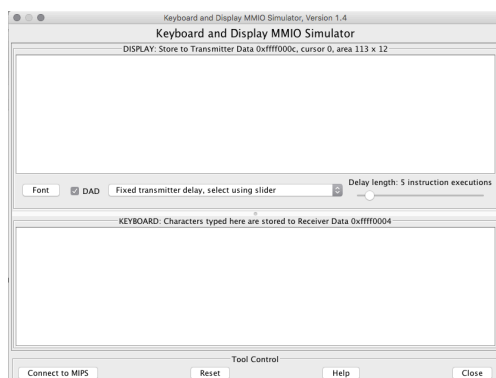 Keyboard and Display MMIO Simulator, Version 1.4
Keyboard and Display MMIO Simulator
DISPLAY: Store to Transmitter Data 0xffff000c, cursor 0, area 113 x 12
Font DAD Fixed transmitter delay, select using slider Delay length: 5 instruction executions
KEYBOARD: Characters typed here are stored to Receiver Data 0xffff0004
Tool Control
Connect to MIPS Reset Help Close